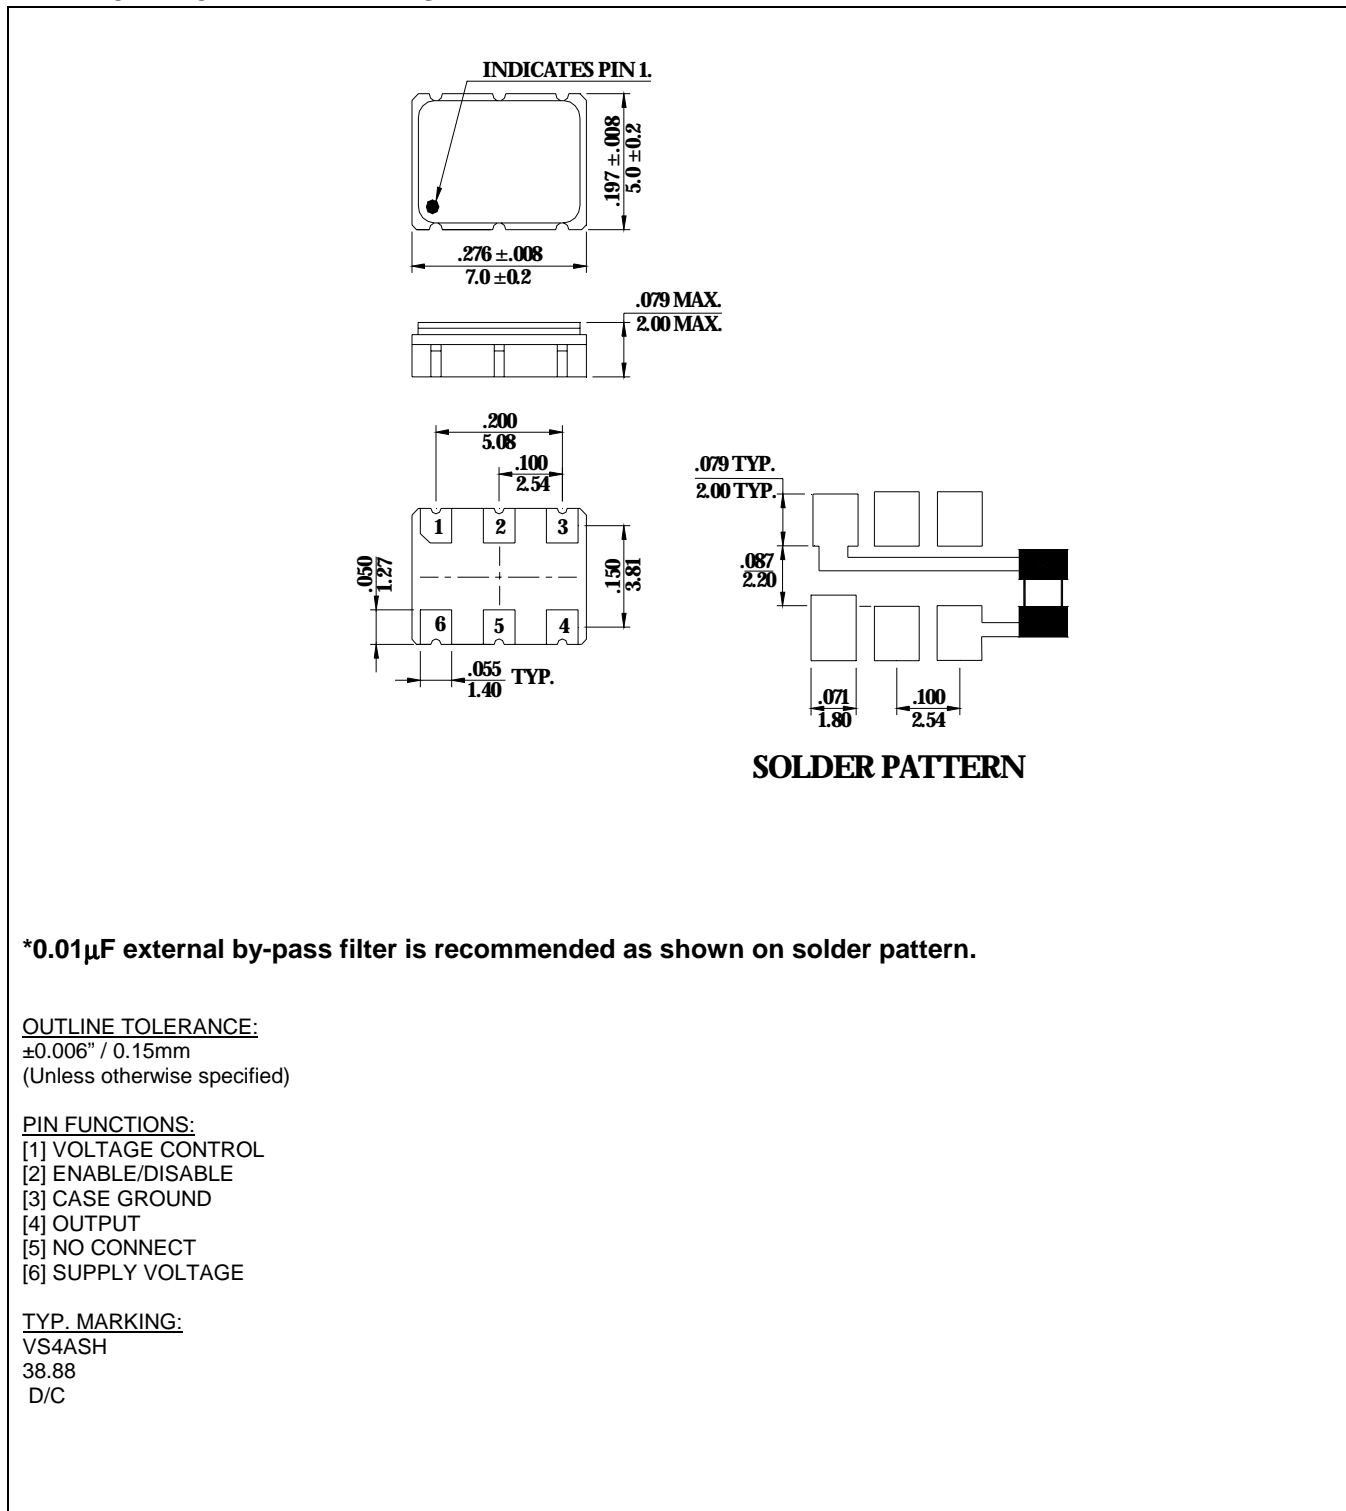 INDICATES PIN 1.
.197 ±.008
5.0 ±0.2
.276 ±.008
7.0 ±0.2
.079 MAX.
2.00 MAX.
.200
5.08
.100
2.54
1 2 3
.050
1.27
.150
3.81
6 5 4
.055
1.40
TYP.
.079 TYP.
2.00 TYP.
.087
2.20
.071
1.80
.100
2.54
SOLDER PATTERN
*0.01µF external by-pass filter is recommended as shown on solder pattern.
OUTLINE TOLERANCE:
±0.006” / 0.15mm
(Unless otherwise specified)
PIN FUNCTIONS:
[1] VOLTAGE CONTROL
[2] ENABLE/DISABLE
[3] CASE GROUND
[4] OUTPUT
[5] NO CONNECT
[6] SUPPLY VOLTAGE
TYP. MARKING:
VS4ASH
38.88
D/C